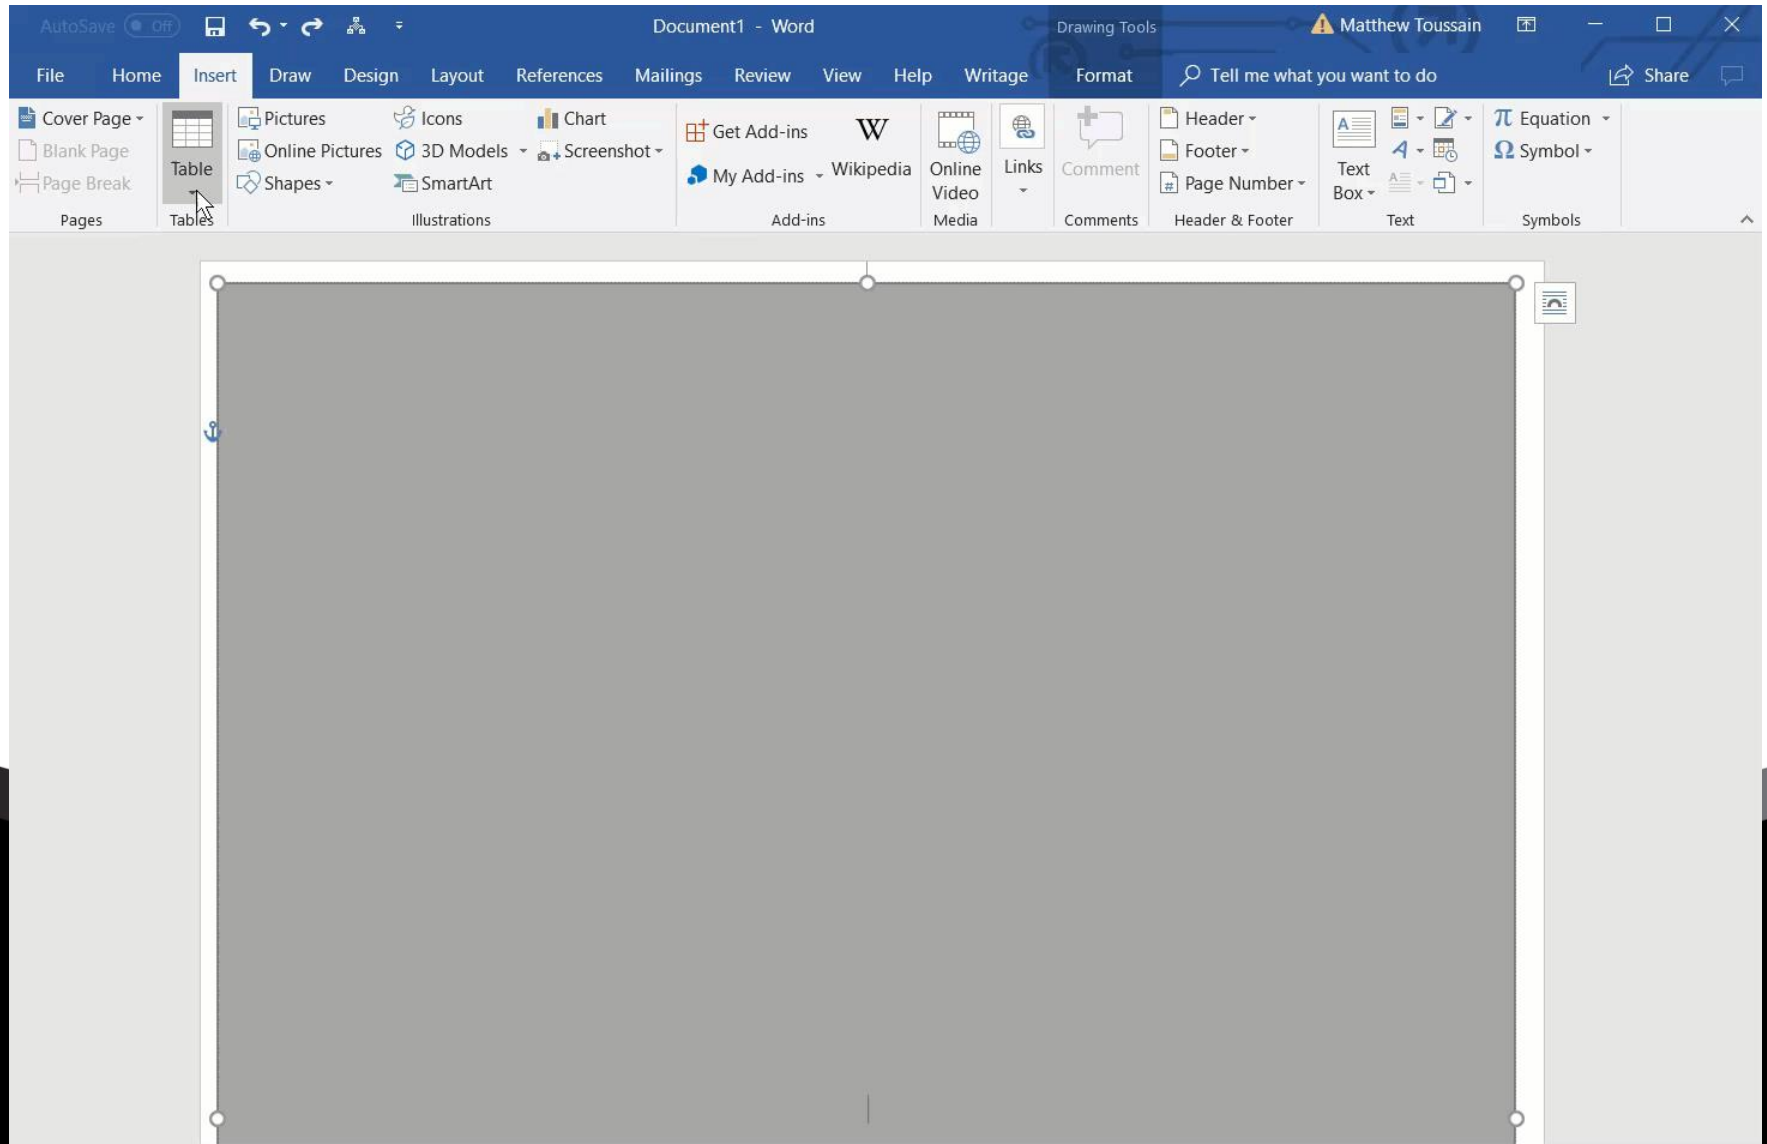 AutoSave Off Document1 - Word Drawing Tools Matthew Toussain
File Home Insert Draw Design Layout References Mailings Review View Help Writage Format Tell me what you want to do Share
Cover Page Pictures Icons Chart Header Equation
Get Add-ins
Blank Page Online Pictures 3D Models Screenshot Footer Symbol
Table Wikipedia Online Links Comment Text
My Add-ins
Page Break Shapes SmartArt Video Page Number Box
Pages Tables Illustrations Add-ins Media Comments Header & Footer Text Symbols